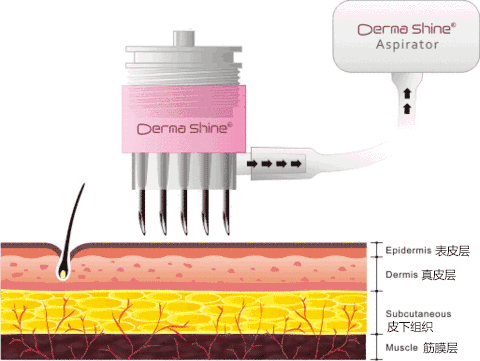 Derma Shine®
Aspirator
Derma Shine®
Epidermis 表皮层
Dermis 真皮层
Subcutaneous
皮下组织
Muscle 筋膜层